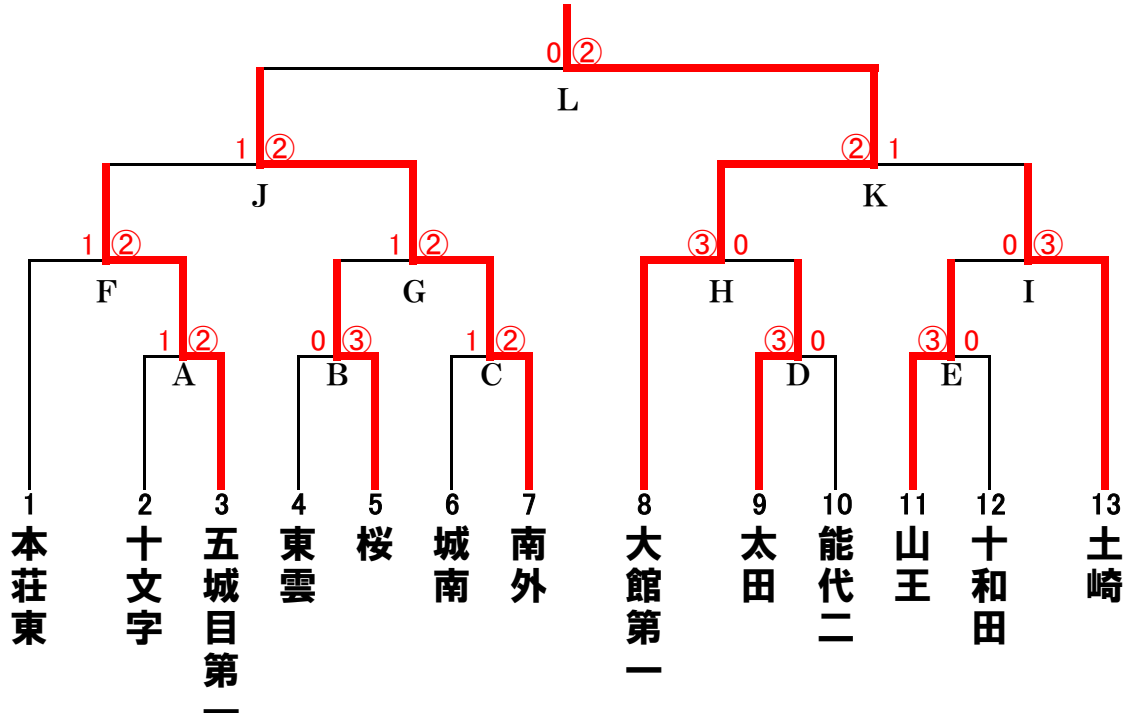 0 ②
L
1 ② ② 1
J K
1 ② 1 ② ③ 0 0 ③
F G H I
1 ② 0 ③ 1 ② ③ 0 ③ 0
A B C D E
1 2 3 4 5 6 7 8 9 10 11 12 13
本荘東
十文字
五城目第一
東雲
桜
城南
南外
大館第一
太田
能代二
山王
十和田
土崎